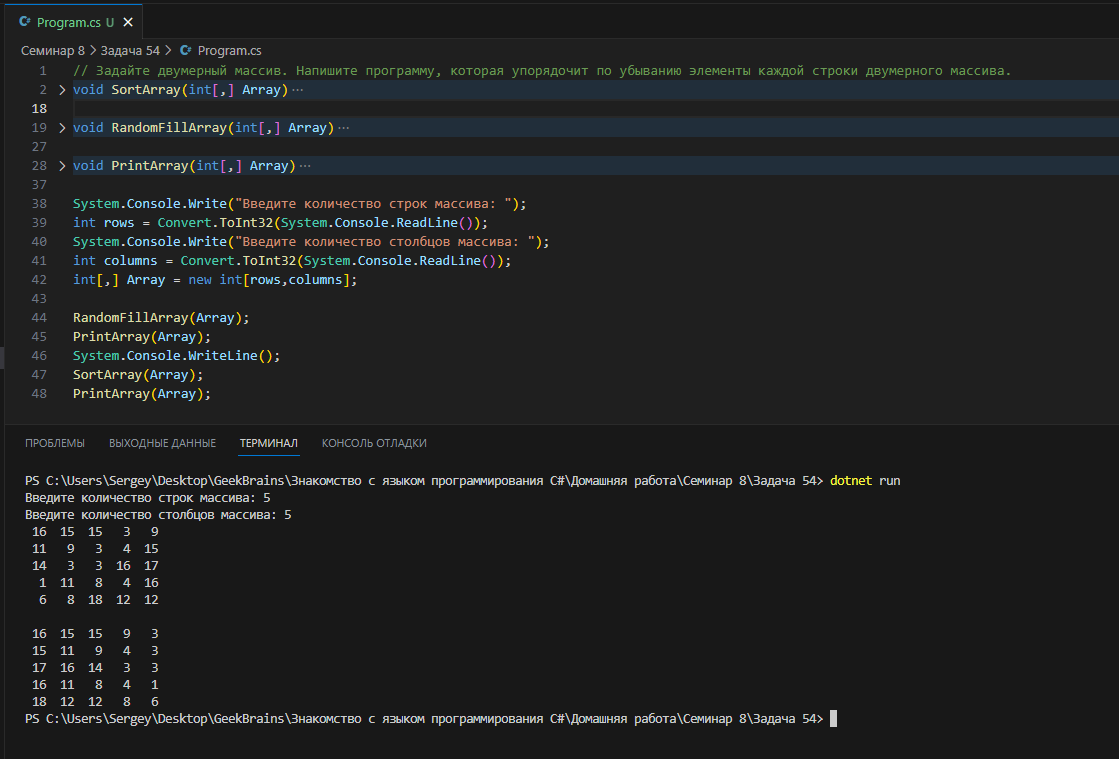 C# Program.cs U ×
Семинар 8 > Задача 54 > C# Program.cs
1 // Задайте двумерный массив. Напишите программу, которая упорядочит по убыванию элементы каждой строки двумерного массива.
2 > void SortArray(int[,] Array) ···
18
19 > void RandomFillArray(int[,] Array) ···
27
28 > void PrintArray(int[,] Array) ···
37
38 System.Console.Write("Введите количество строк массива: ");
39 int rows = Convert.ToInt32(System.Console.ReadLine());
40 System.Console.Write("Введите количество столбцов массива: ");
41 int columns = Convert.ToInt32(System.Console.ReadLine());
42 int[,] Array = new int[rows,columns];
43
44 RandomFillArray(Array);
45 PrintArray(Array);
46 System.Console.WriteLine();
47 SortArray(Array);
48 PrintArray(Array);
ПРОБЛЕМЫ ВЫХОДНЫЕ ДАННЫЕ ТЕРМИНАЛ КОНСОЛЬ ОТЛАДКИ
PS C:\Users\Sergey\Desktop\GeekBrains\Знакомство с языком программирования C#\Домашняя работа\Семинар 8\Задача 54> dotnet run
Введите количество строк массива: 5
Введите количество столбцов массива: 5
16 15 15 3 9
11 9 3 4 15
14 3 3 16 17
1 11 8 4 16
6 8 18 12 12
16 15 15 9 3
15 11 9 4 3
17 16 14 3 3
16 11 8 4 1
18 12 12 8 6
PS C:\Users\Sergey\Desktop\GeekBrains\Знакомство с языком программирования C#\Домашняя работа\Семинар 8\Задача 54>